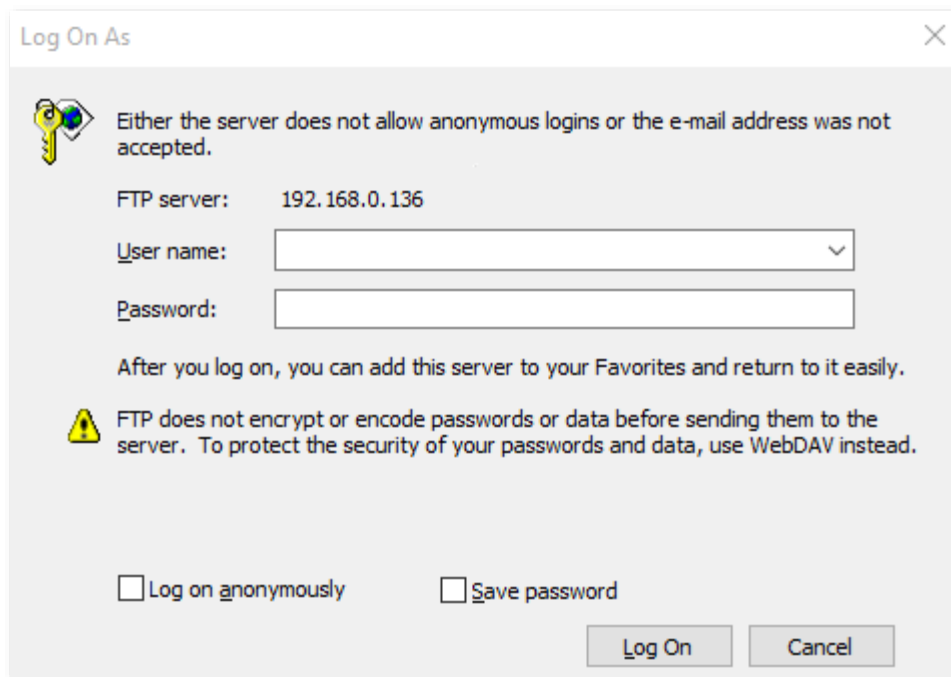 Log On As
Either the server does not allow anonymous logins or the e-mail address was not
accepted.
FTP server: 192.168.0.136
User name:
Password:
After you log on, you can add this server to your Favorites and return to it easily.
FTP does not encrypt or encode passwords or data before sending them to the
server. To protect the security of your passwords and data, use WebDAV instead.
Log on anonymously Save password
Log On Cancel